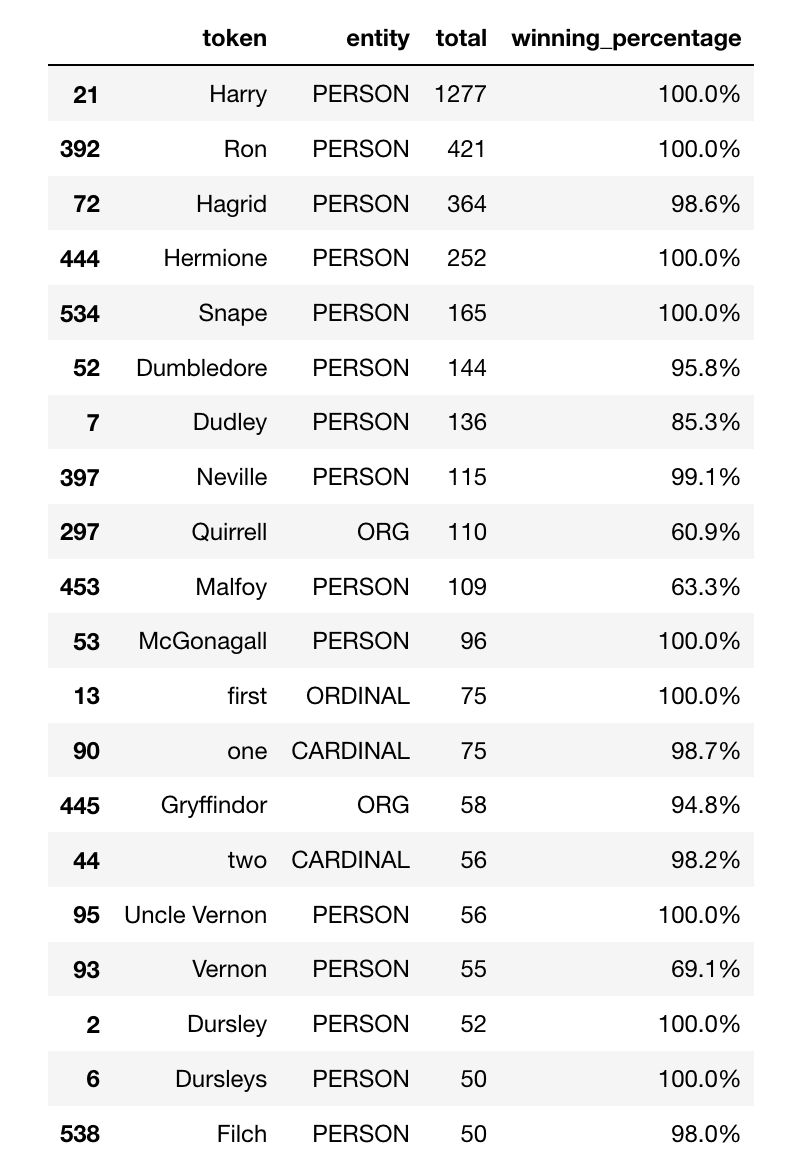 token entity total winning_percentage
21 Harry PERSON 1277 100.0%
392 Ron PERSON 421 100.0%
72 Hagrid PERSON 364 98.6%
444 Hermione PERSON 252 100.0%
534 Snape PERSON 165 100.0%
52 Dumbledore PERSON 144 95.8%
7 Dudley PERSON 136 85.3%
397 Neville PERSON 115 99.1%
297 Quirrell ORG 110 60.9%
453 Malfoy PERSON 109 63.3%
53 McGonagall PERSON 96 100.0%
13 first ORDINAL 75 100.0%
90 one CARDINAL 75 98.7%
445 Gryffindor ORG 58 94.8%
44 two CARDINAL 56 98.2%
95 Uncle Vernon PERSON 56 100.0%
93 Vernon PERSON 55 69.1%
2 Dursley PERSON 52 100.0%
6 Dursleys PERSON 50 100.0%
538 Filch PERSON 50 98.0%